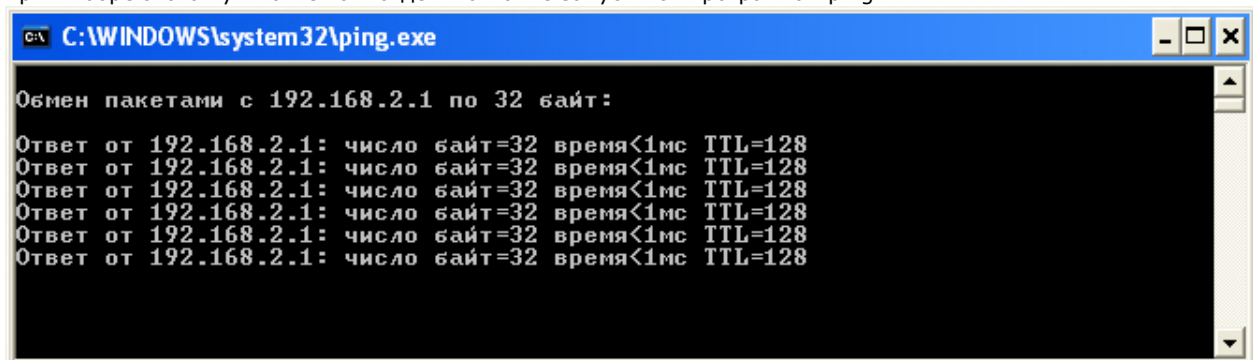 C:\WINDOWS\system32\ping.exe
Обмен пакетами с 192.168.2.1 по 32 байт:
Ответ от 192.168.2.1: число байт=32 время<1мс TTL=128
Ответ от 192.168.2.1: число байт=32 время<1мс TTL=128
Ответ от 192.168.2.1: число байт=32 время<1мс TTL=128
Ответ от 192.168.2.1: число байт=32 время<1мс TTL=128
Ответ от 192.168.2.1: число байт=32 время<1мс TTL=128
Ответ от 192.168.2.1: число байт=32 время<1мс TTL=128